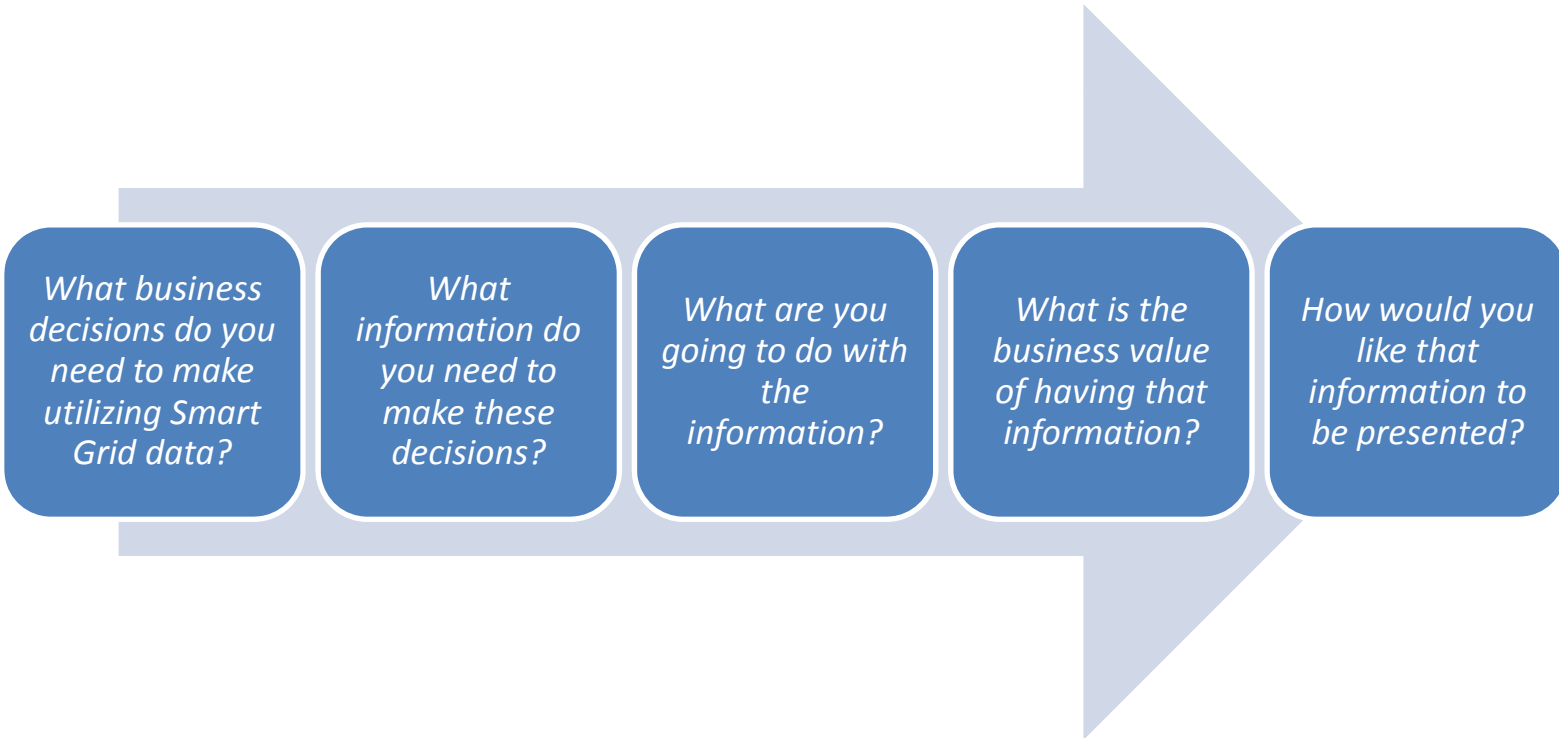 What business
decisions do you
need to make
utilizing Smart
Grid data?
What
information do
you need to
make these
decisions?
What are you
going to do with
the
information?
What is the
business value
of having that
information?
How would you
like that
information to
be presented?